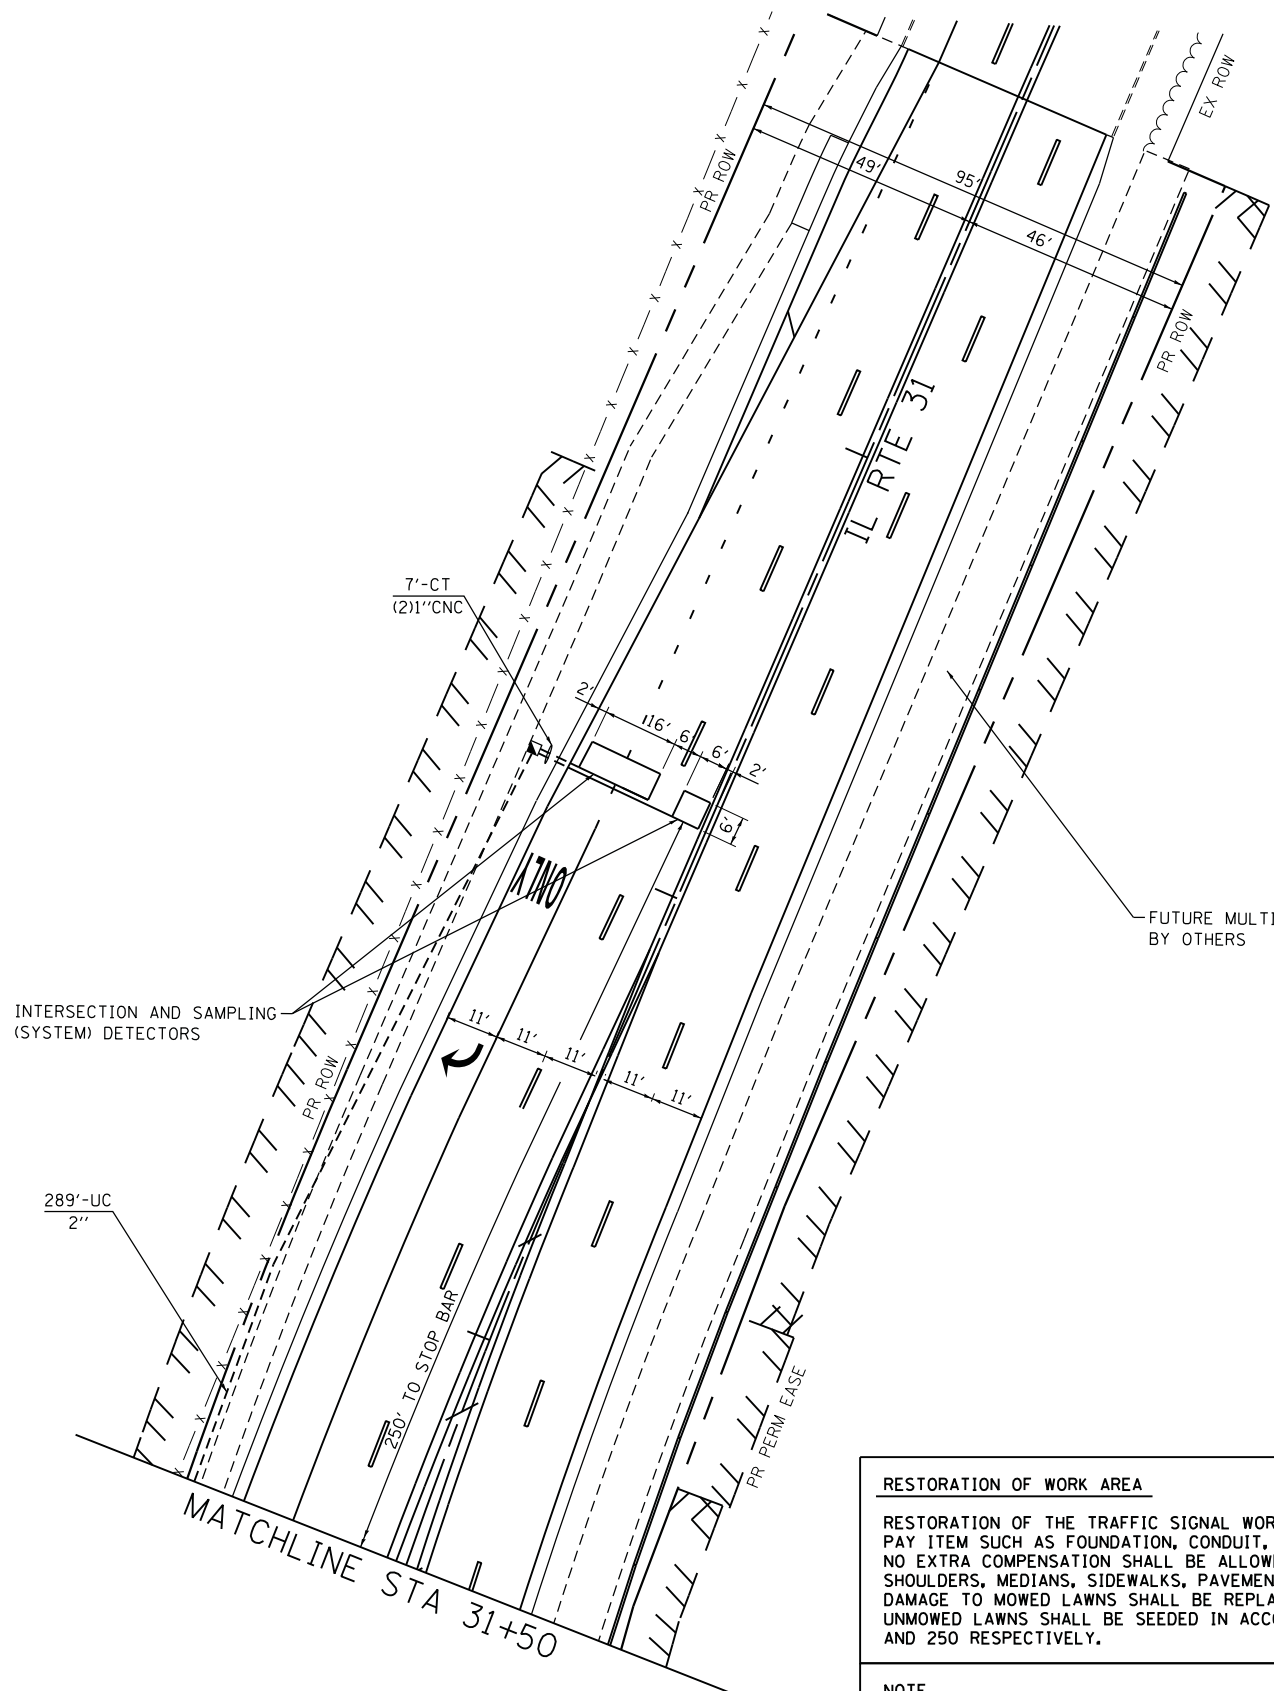 EX ROW
PR ROW
49'
95'
46'
PR ROW
IL RTE 31
7'-CT
(2)1''CNC
2'
16'
6'
6'
2'
6'
ONLY
FUTURE MULTI
BY OTHERS
INTERSECTION AND SAMPLING
(SYSTEM) DETECTORS
11'
11'
11'
11'
11'
PR ROW
289'-UC
2''
250' TO STOP BAR
PR PERM EASE
MATCHLINE STA 31+50
RESTORATION OF WORK AREA
RESTORATION OF THE TRAFFIC SIGNAL WOR
PAY ITEM SUCH AS FOUNDATION, CONDUIT,
NO EXTRA COMPENSATION SHALL BE ALLOW
SHOULDERS, MEDIANS, SIDEWALKS, PAVEMEN
DAMAGE TO MOWED LAWNS SHALL BE REPLA
UNMOWED LAWNS SHALL BE SEEDED IN ACCO
AND 250 RESPECTIVELY.
NOTE